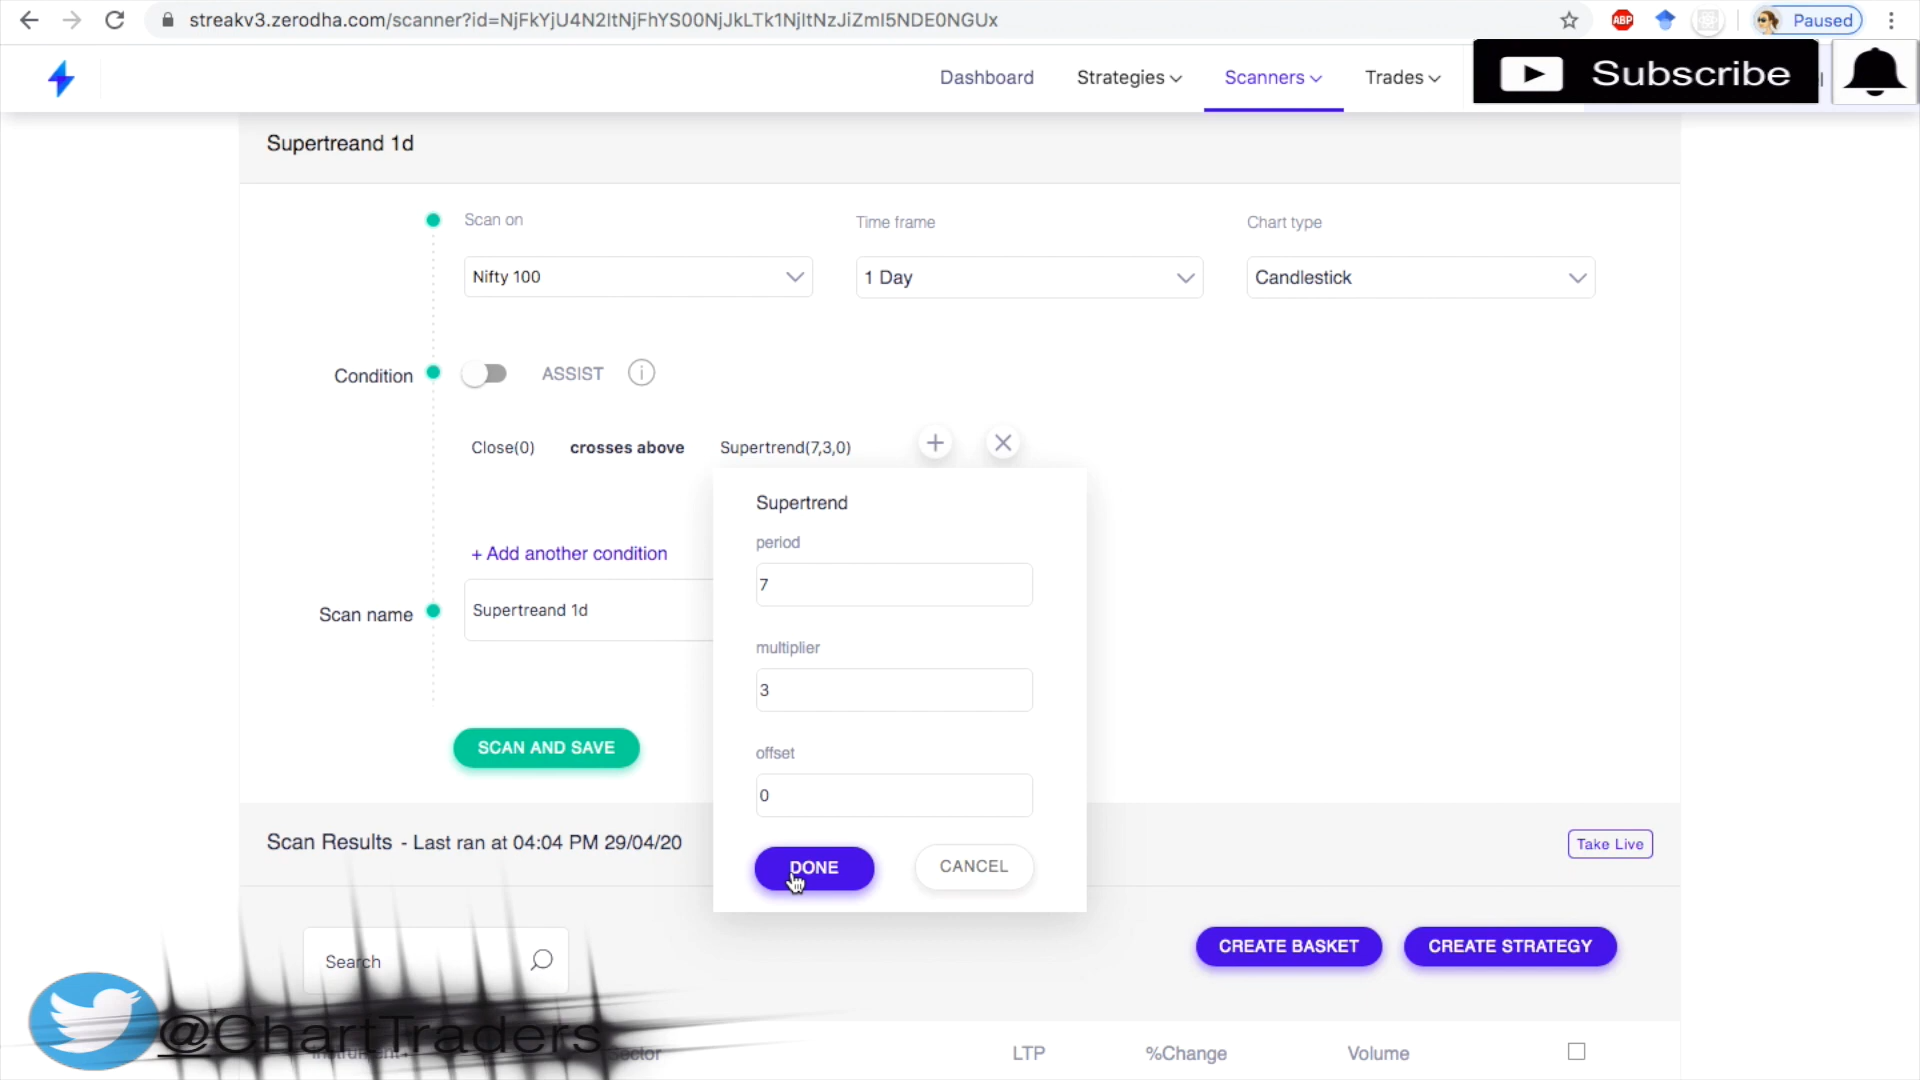 streakv3.zerodha.com/scanner?id=NjFkYjU4N2ItNjFhYS00NjJkLTk1NjItNzJiZmI5NDE0NGUx
ABP
Paused
Dashboard
Strategies
Scanners
Trades
Subscribe
Supertreand 1d
Scan on
Time frame
Chart type
Nifty 100
1 Day
Candlestick
Condition
ASSIST
Close(0) crosses above Supertrend(7,3,0)
Supertrend
period
7
+ Add another condition
Scan name
Supertreand 1d
multiplier
3
SCAN AND SAVE
offset
0
Scan Results - Last ran at 04:04 PM 29/04/20
Take Live
DONE
CANCEL
Search
CREATE BASKET
CREATE STRATEGY
@ChartTraders
LTP
%Change
Volume